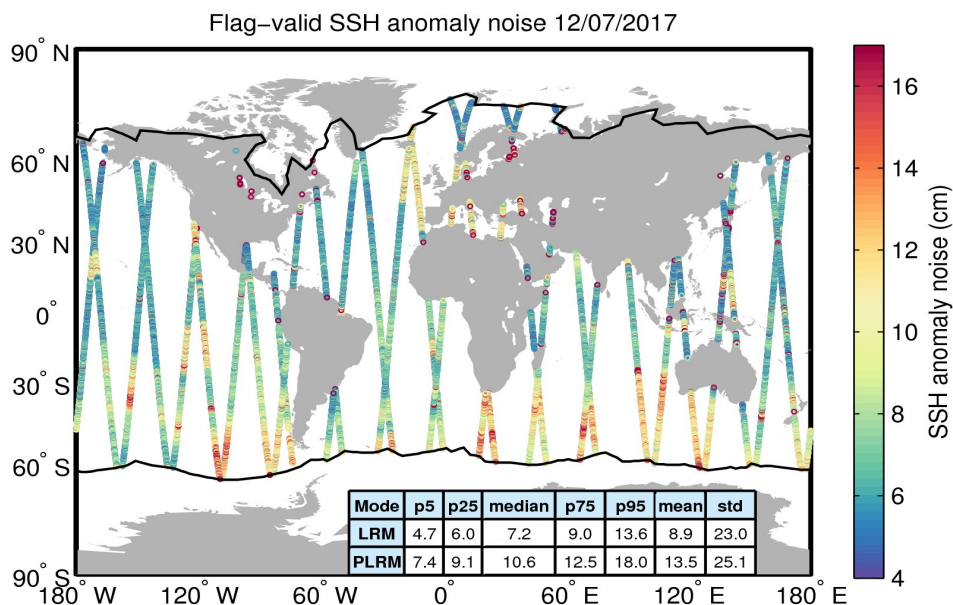 Flag−valid SSH anomaly noise 12/07/2017
90° N
60° N
30° N
0°
30° S
60° S
90° S
180° W
120° W
60° W
0°
60° E
120° E
180° E
16
14
12
10
8
6
4
SSH anomaly noise (cm)
Mode p5 p25 median p75 p95 mean std
LRM 4.7 6.0 7.2 9.0 13.6 8.9 23.0
PLRM 7.4 9.1 10.6 12.5 18.0 13.5 25.1